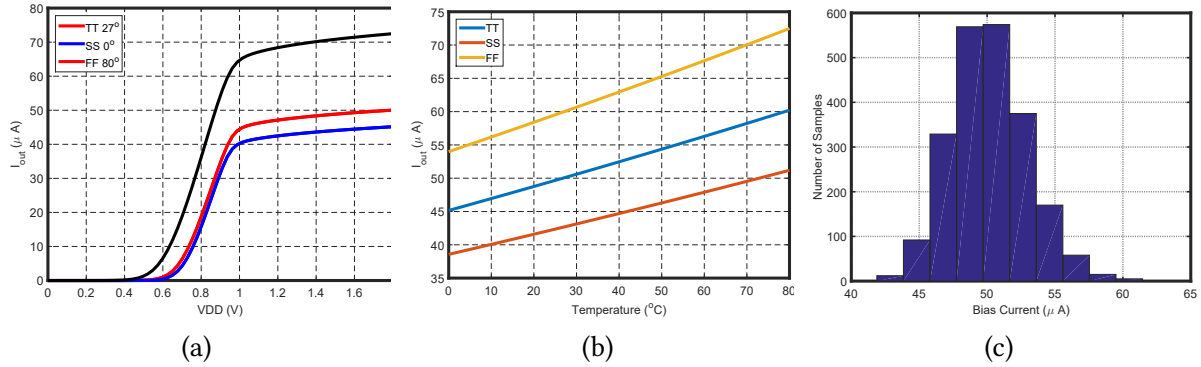 80
70
60
50
40
30
20
10
0
I_out (μ A)
TT 27°
SS 0°
FF 80°
0 0.2 0.4 0.6 0.8 1 1.2 1.4 1.6
VDD (V)
(a)
75
70
65
60
55
50
45
40
35
I_out (μ A)
TT
SS
FF
0 10 20 30 40 50 60 70 80
Temperature (°C)
(b)
600
500
400
300
200
100
0
Number of Samples
40 45 50 55 60 65
Bias Current (μ A)
(c)